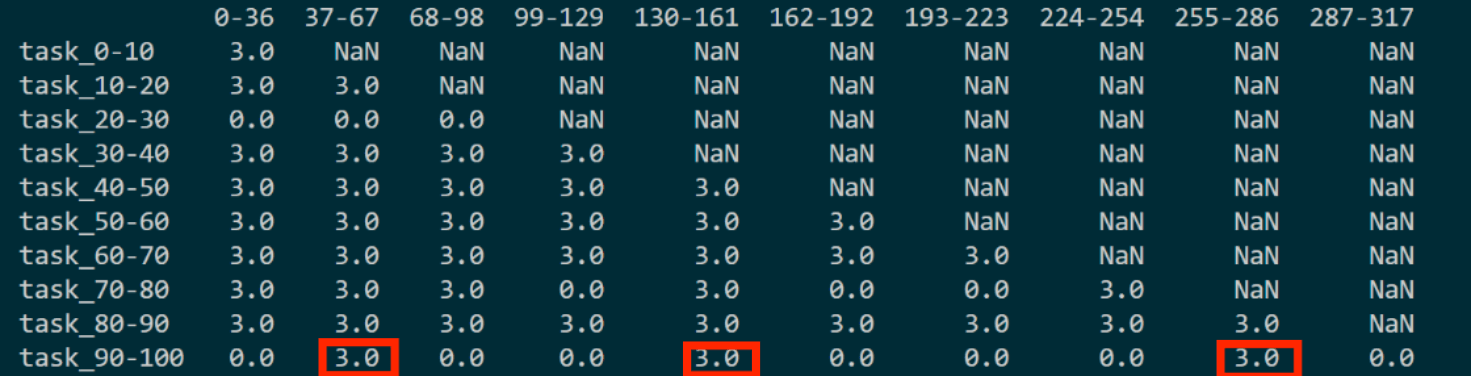 0-36 37-67 68-98 99-129 130-161 162-192 193-223 224-254 255-286 287-317
task_0-10 3.0 NaN NaN NaN NaN NaN NaN NaN NaN NaN
task_10-20 3.0 3.0 NaN NaN NaN NaN NaN NaN NaN NaN
task_20-30 0.0 0.0 0.0 NaN NaN NaN NaN NaN NaN NaN
task_30-40 3.0 3.0 3.0 3.0 NaN NaN NaN NaN NaN NaN
task_40-50 3.0 3.0 3.0 3.0 3.0 NaN NaN NaN NaN NaN
task_50-60 3.0 3.0 3.0 3.0 3.0 3.0 NaN NaN NaN NaN
task_60-70 3.0 3.0 3.0 3.0 3.0 3.0 3.0 NaN NaN NaN
task_70-80 3.0 3.0 3.0 0.0 3.0 0.0 0.0 3.0 NaN NaN
task_80-90 3.0 3.0 3.0 3.0 3.0 3.0 3.0 3.0 3.0 NaN
task_90-100 0.0 3.0 0.0 0.0 3.0 0.0 0.0 0.0 3.0 0.0